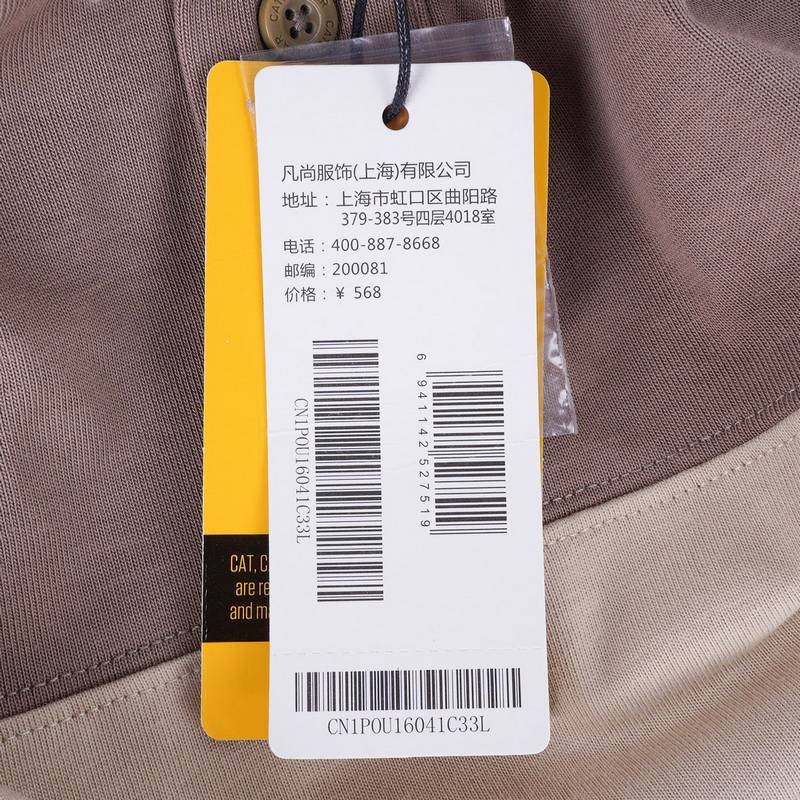 CATER
凡尚服饰(上海)有限公司
地址：上海市虹口区曲阳路
379-383号四层4018室
电话：400-887-8668
邮编：200081
价格：¥ 568
CN1POU16041C33L
6 941142 527519
CAT, C
are re
and ma
CN1POU16041C33L